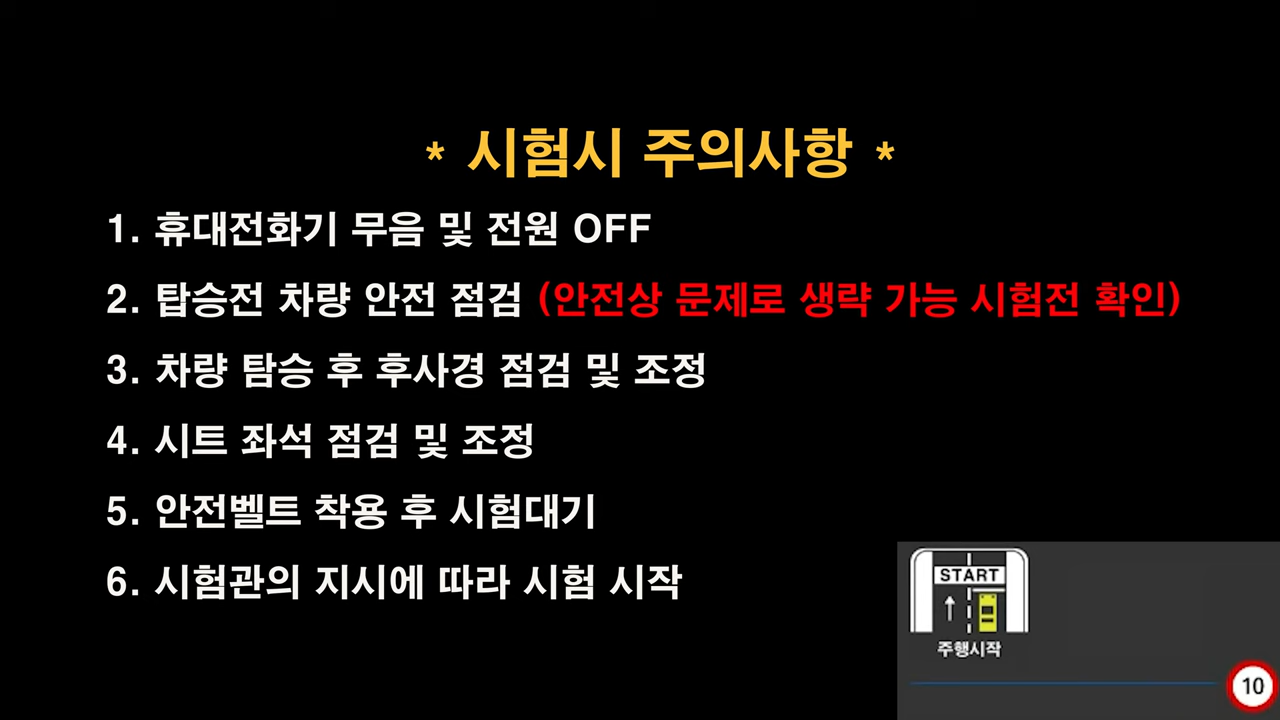 * 시험시 주의사항 *
1. 휴대전화기 무음 및 전원 OFF
2. 탑승전 차량 안전 점검 (안전상 문제로 생략 가능 시험전 확인)
3. 차량 탐승 후 후사경 점검 및 조정
4. 시트 좌석 점검 및 조정
5. 안전벨트 착용 후 시험대기
6. 시험관의 지시에 따라 시험 시작
START
주행시작
10